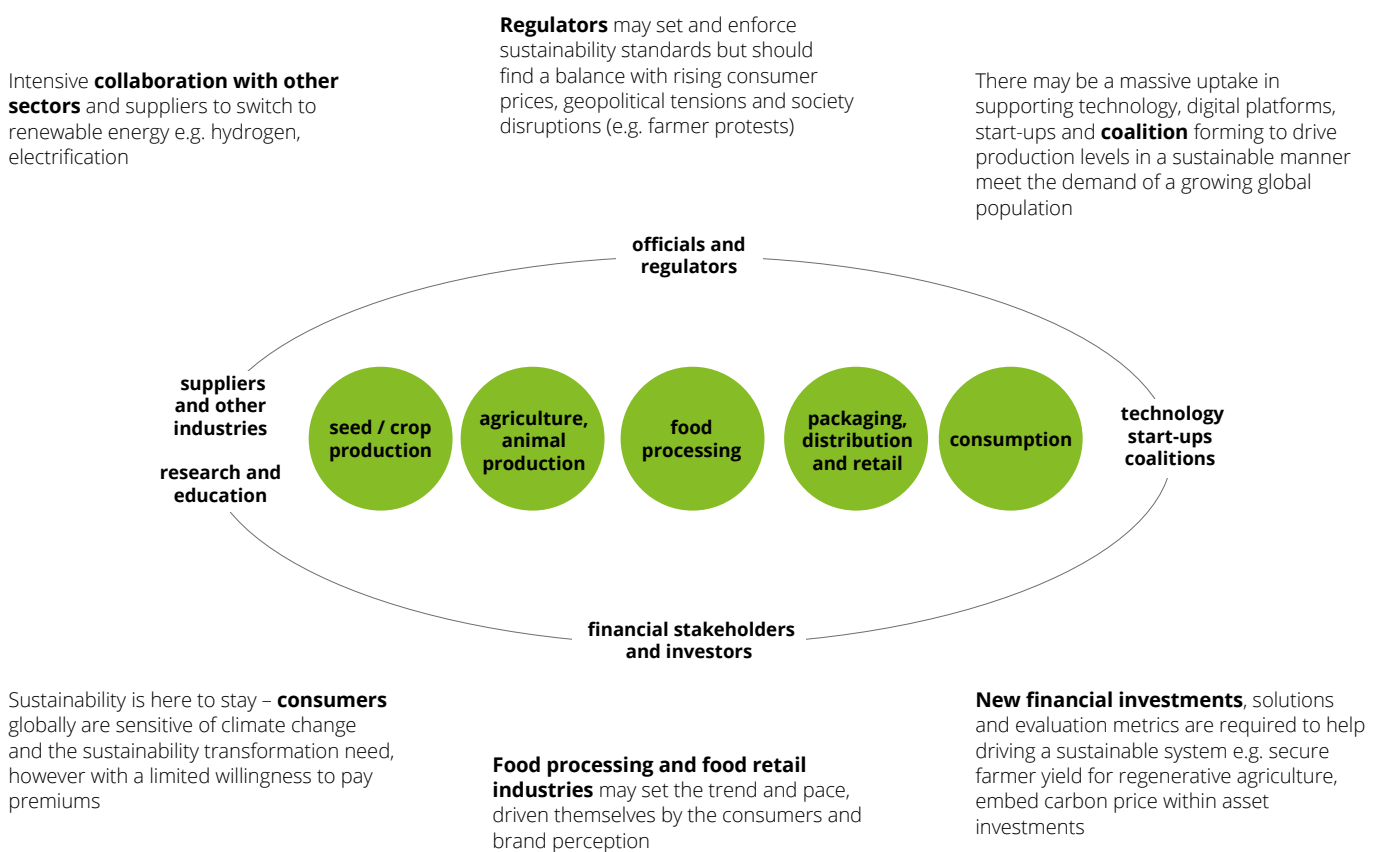 Regulators may set and enforce
sustainability standards but should
find a balance with rising consumer
prices, geopolitical tensions and society
disruptions (e.g. farmer protests)
Intensive collaboration with other
sectors and suppliers to switch to
renewable energy e.g. hydrogen,
electrification
There may be a massive uptake in
supporting technology, digital platforms,
start-ups and coalition forming to drive
production levels in a sustainable manner
meet the demand of a growing global
population
officials and
regulators
suppliers
and other
industries
research and
education
seed / crop
production
agriculture,
animal
production
food
processing
packaging,
distribution
and retail
consumption
technology
start-ups
coalitions
financial stakeholders
and investors
Sustainability is here to stay – consumers
globally are sensitive of climate change
and the sustainability transformation need,
however with a limited willingness to pay
premiums
Food processing and food retail
industries may set the trend and pace,
driven themselves by the consumers and
brand perception
New financial investments, solutions
and evaluation metrics are required to help
driving a sustainable system e.g. secure
farmer yield for regenerative agriculture,
embed carbon price within asset
investments